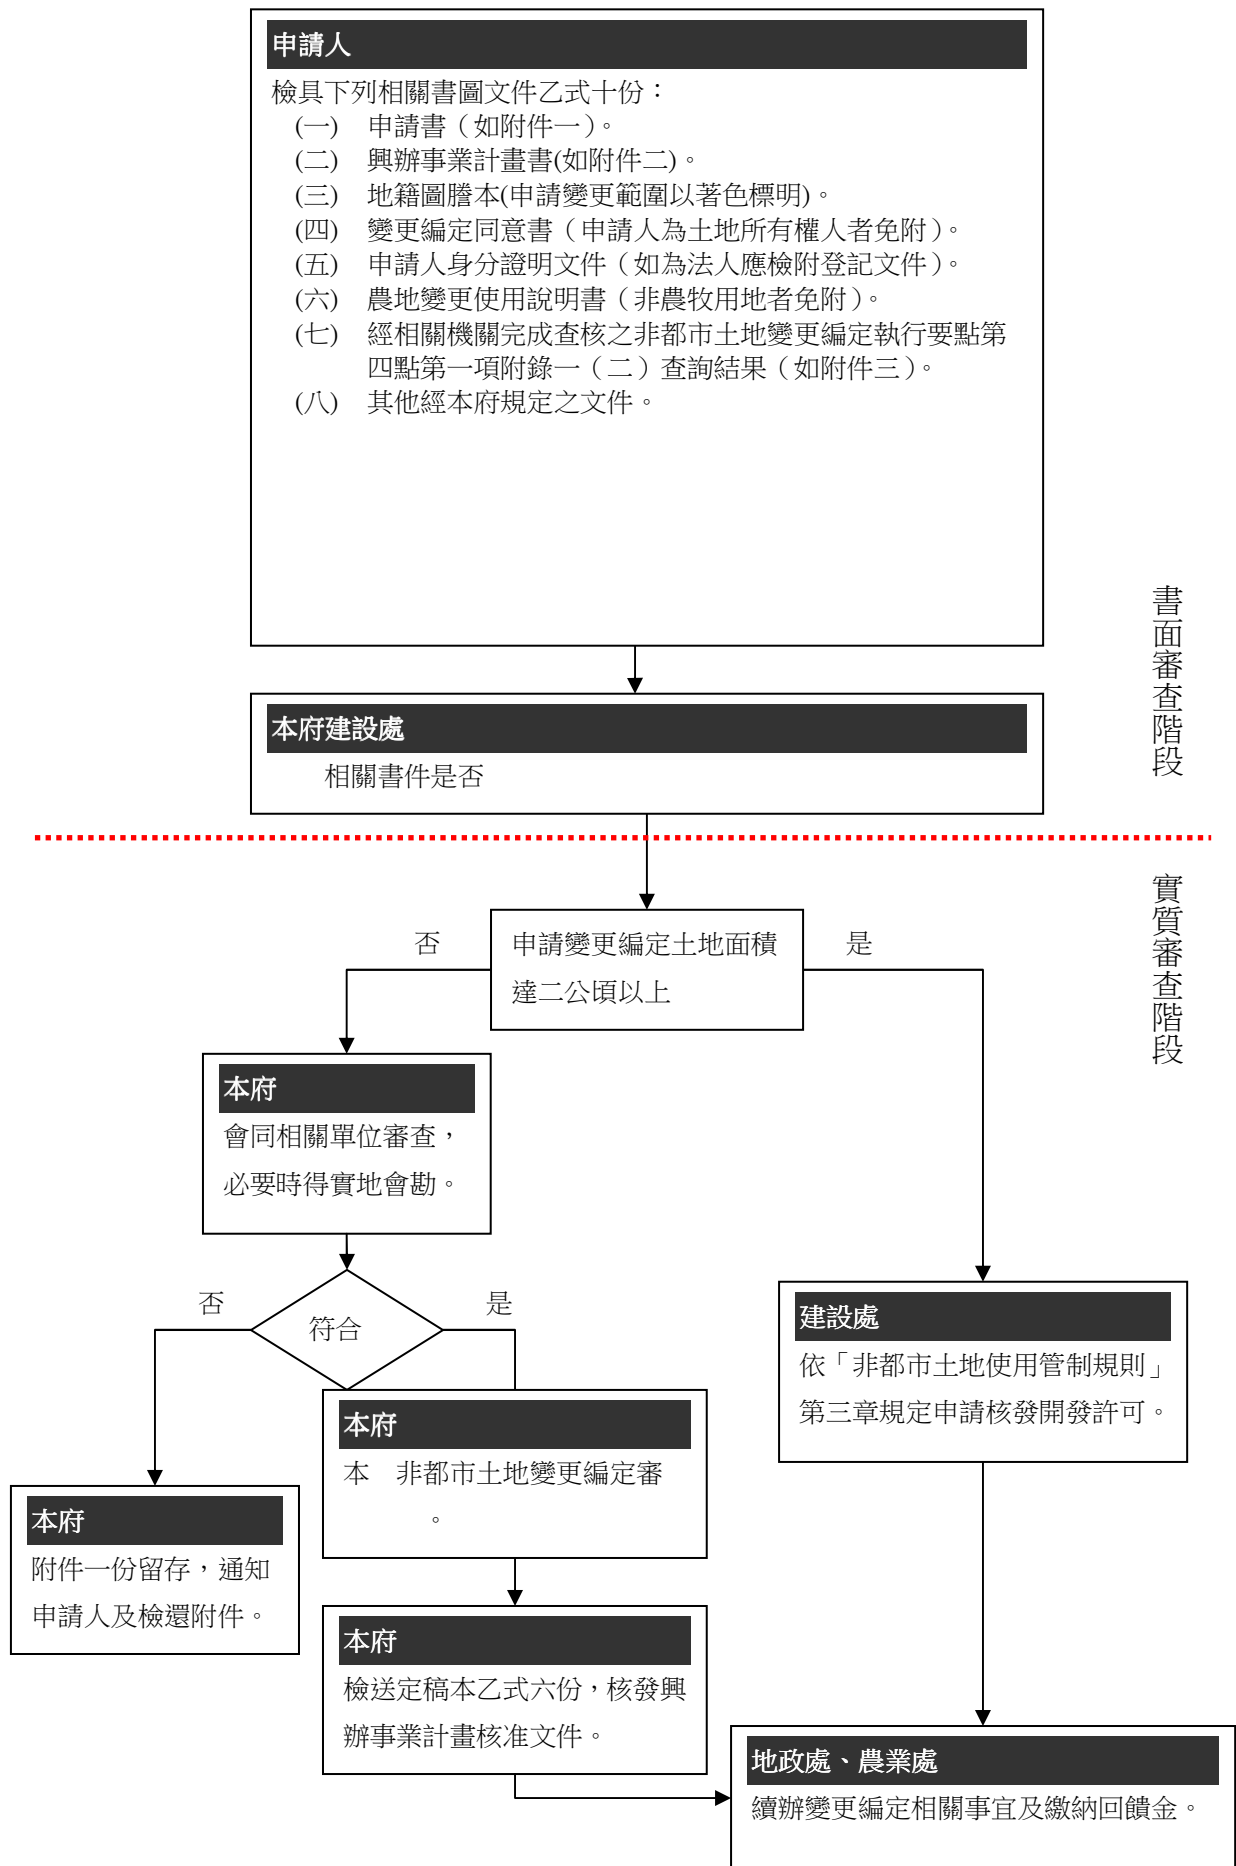 申請人
檢具下列相關書圖文件乙式十份：
(一) 申請書（如附件一）。
(二) 興辦事業計畫書(如附件二)。
(三) 地籍圖謄本(申請變更範圍以著色標明)。
(四) 變更編定同意書（申請人為土地所有權人者免附）。
(五) 申請人身分證明文件（如為法人應檢附登記文件）。
(六) 農地變更使用說明書（非農牧用地者免附）。
(七) 經相關機關完成查核之非都市土地變更編定執行要點第
四點第一項附錄一（二）查詢結果（如附件三）。
(八) 其他經本府規定之文件。
書面審查階段
本府建設處
相關書件是否
實質審查階段
申請變更編定土地面積
達二公頃以上
否
是
本府
會同相關單位審查，
必要時得實地會勘。
符合
否
是
建設處
依「非都市土地使用管制規則」
第三章規定申請核發開發許可。
本府
本　非都市土地變更編定審
。
本府
附件一份留存，通知
申請人及檢還附件。
本府
檢送定稿本乙式六份，核發興
辦事業計畫核准文件。
地政處、農業處
續辦變更編定相關事宜及繳納回饋金。